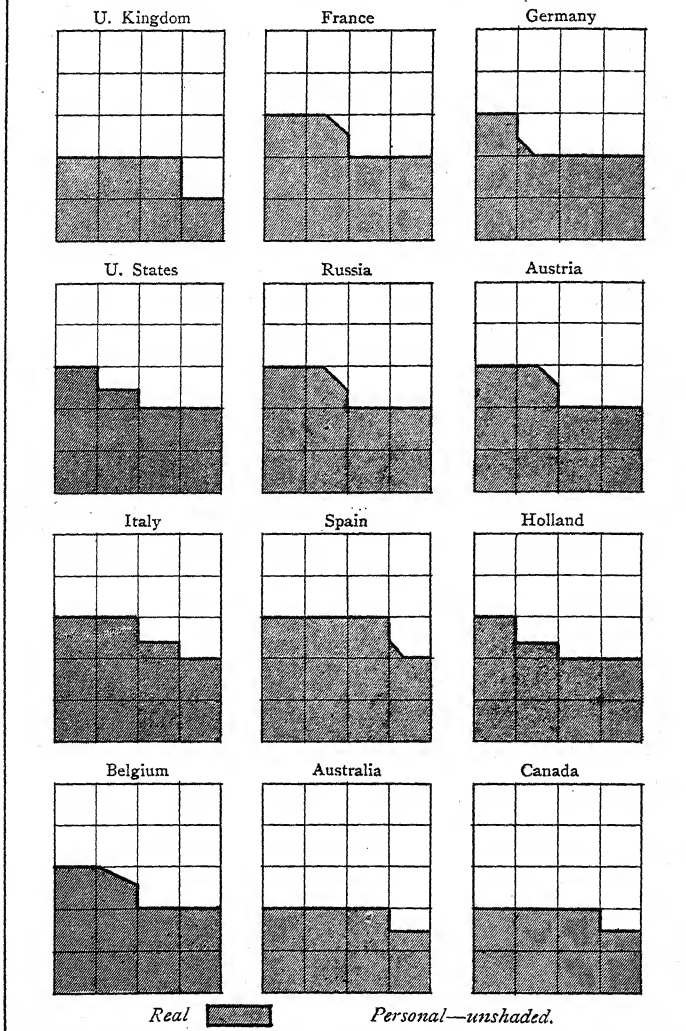 U. Kingdom France Germany
U. States Russia Austria
Italy Spain Holland
Belgium Australia Canada
Real Personal—unshaded.